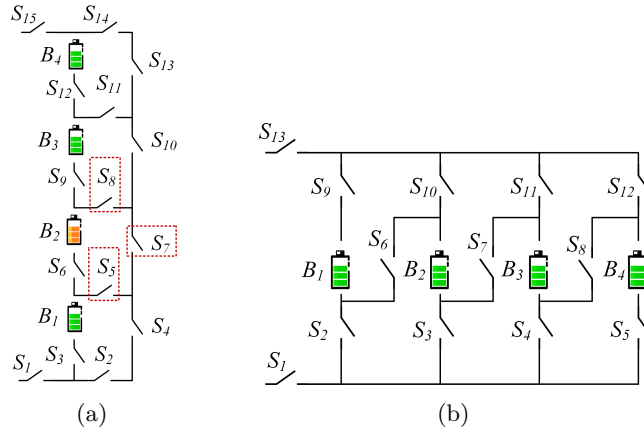 S15 S14
B4 S13
S12 S11
B3 S10
S9 S8
B2 S7
S6 S5
B1 S4
S3 S2
S1
(a)
S13
S9 S10 S11 S12
S6 S7 S8
B1 B2 B3 B4
S2 S3 S4 S5
S1
(b)